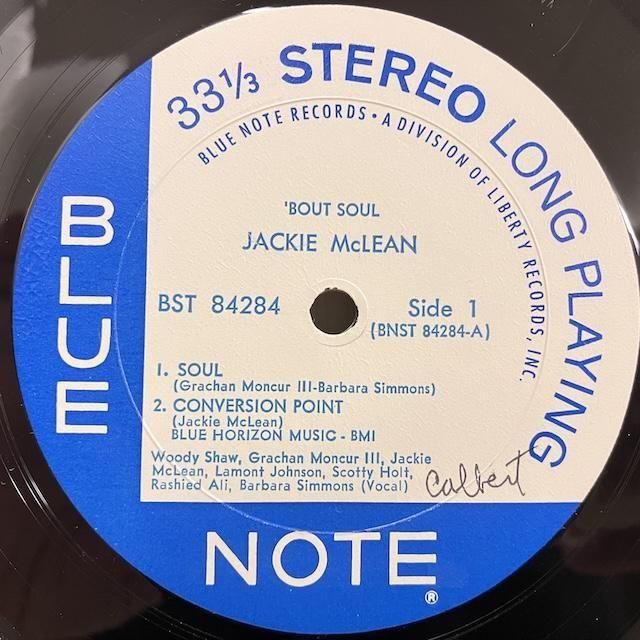 33 1/3 STEREO LONG PLAYING
BLUE NOTE RECORDS • A DIVISION OF LIBERTY RECORDS, INC.
'BOUT SOUL
JACKIE McLEAN
BLUE
BST 84284
Side 1
(BNST 84284-A)
1. SOUL
(Grachan Moncur III-Barbara Simmons)
2. CONVERSION POINT
(Jackie McLean)
BLUE HORIZON MUSIC - BMI
Woody Shaw, Grachan Moncur III, Jackie
McLean, Lamont Johnson, Scotty Holt,
Rashied Ali, Barbara Simmons (Vocal)
Calbert
NOTE
®